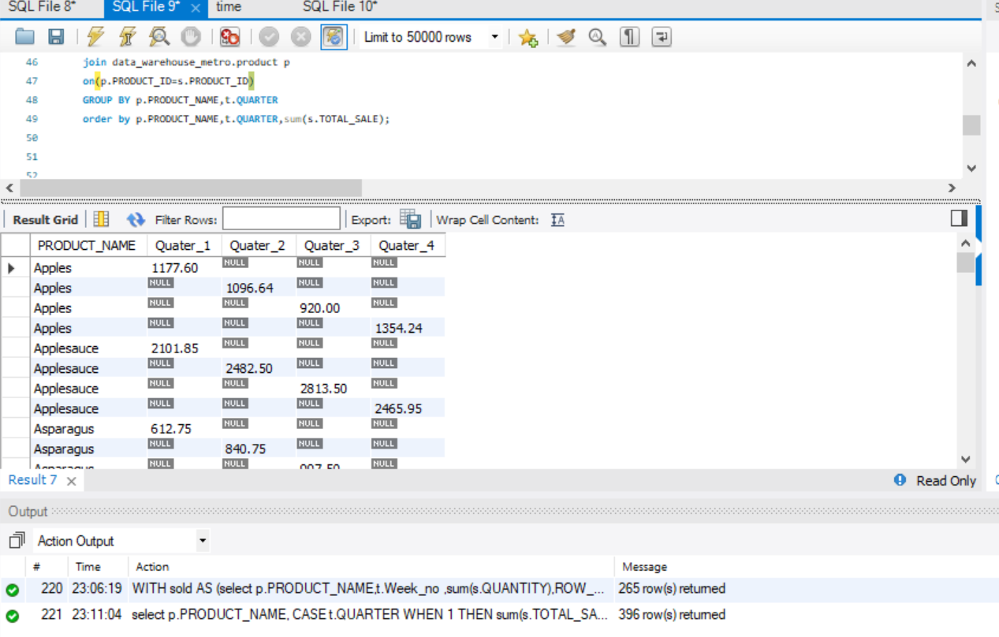 SQL File 8* SQL File 9* × time SQL File 10*
Limit to 50000 rows
46 join data_warehouse_metro.product p
47 on(p.PRODUCT_ID=s.PRODUCT_ID)
48 GROUP BY p.PRODUCT_NAME,t.QUARTER
49 order by p.PRODUCT_NAME,t.QUARTER,sum(s.TOTAL_SALE);
50
51
52
Result Grid Filter Rows: Export: Wrap Cell Content: IA
PRODUCT_NAME Quater_1 Quater_2 Quater_3 Quater_4
Apples 1177.60 NULL NULL NULL
Apples NULL 1096.64 NULL NULL
Apples NULL NULL 920.00 NULL
Apples NULL NULL NULL 1354.24
Applesauce 2101.85 NULL NULL NULL
Applesauce NULL 2482.50 NULL NULL
Applesauce NULL NULL 2813.50 NULL
Applesauce NULL NULL NULL 2465.95
Asparagus 612.75 NULL NULL NULL
Asparagus NULL 840.75 NULL NULL
Asparagus NULL NULL 997.50 NULL
Result 7 × Read Only
Output
Action Output
# Time Action Message
220 23:06:19 WITH sold AS (select p.PRODUCT_NAME,t.Week_no ,sum(s.QUANTITY),ROW_... 265 row(s) returned
221 23:11:04 select p.PRODUCT_NAME, CASE t.QUARTER WHEN 1 THEN sum(s.TOTAL_SA... 396 row(s) returned